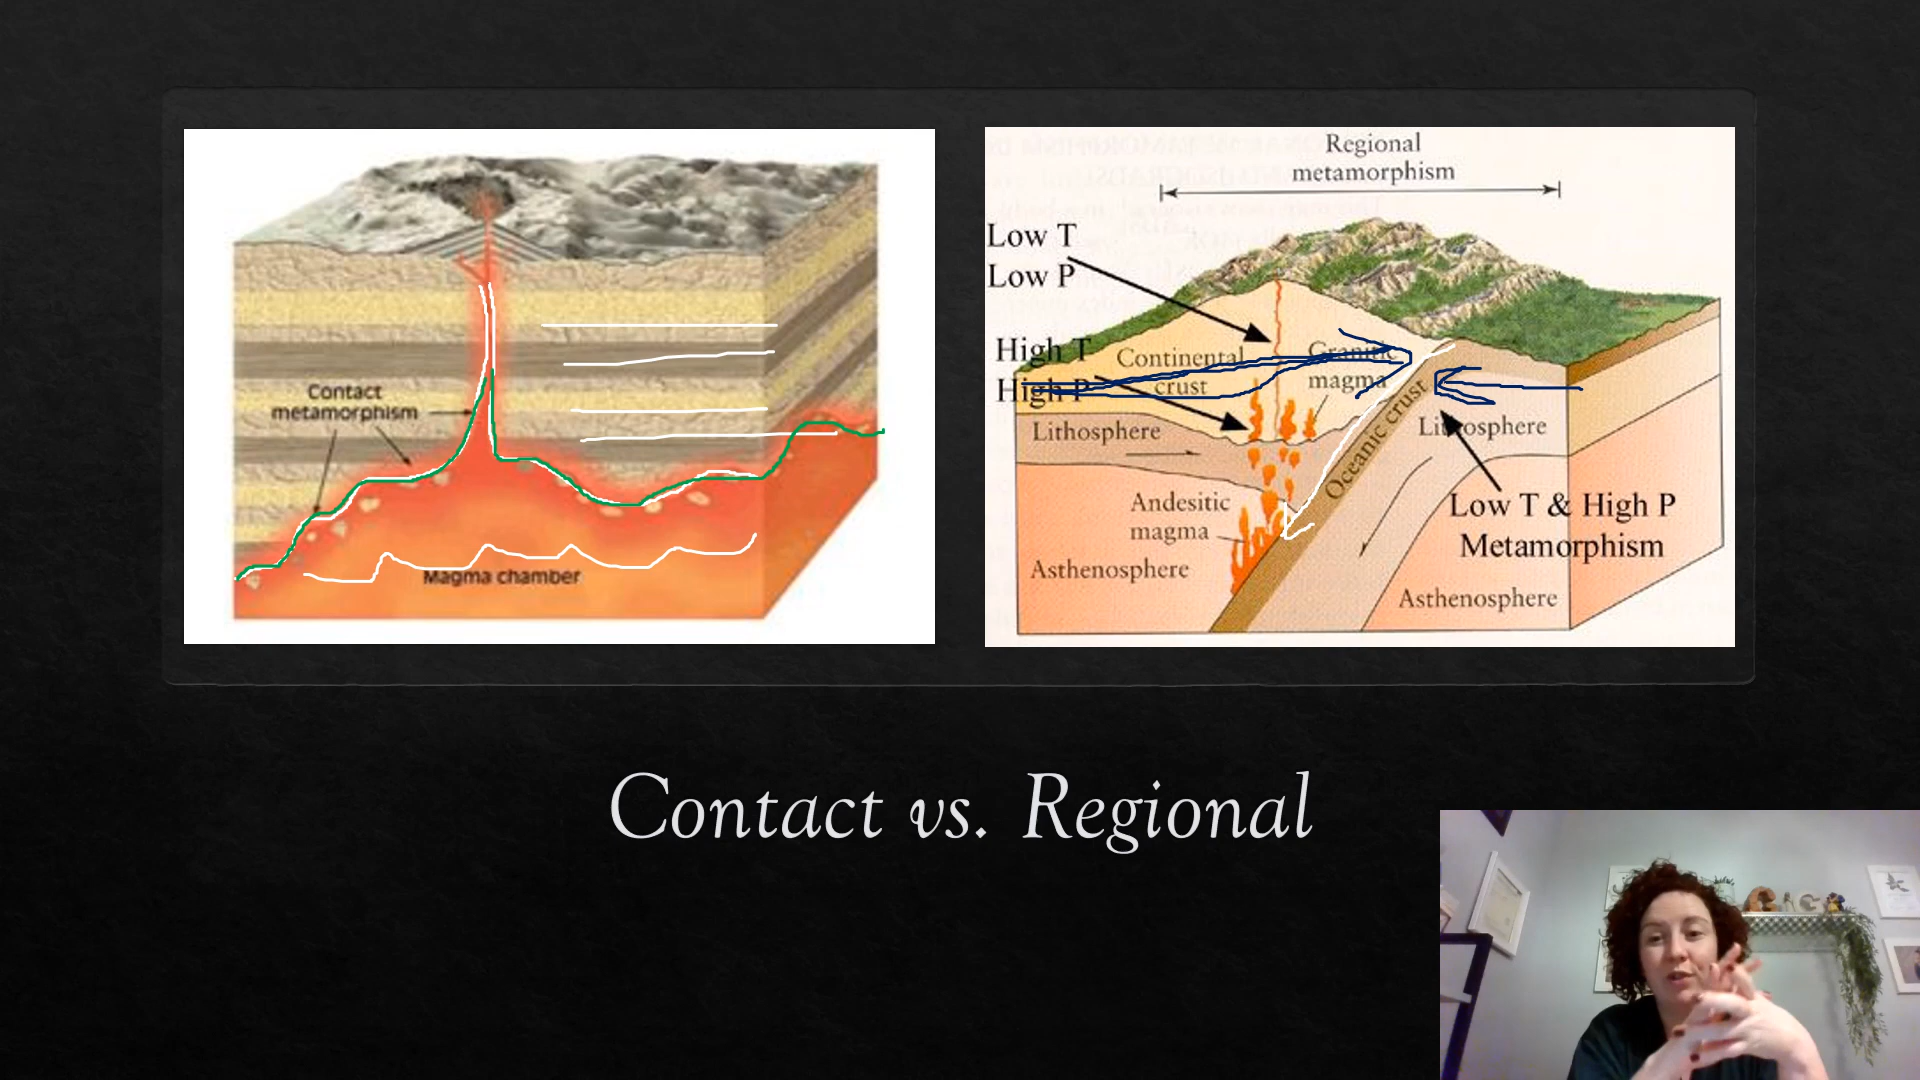 Contact
metamorphism
Magma chamber
Regional
metamorphism
Low T
Low P
High T
High P
Continental
crust
Granitic
magma
Lithosphere
Oceanic crust
Lithosphere
Andesitic
magma
Low T & High P
Metamorphism
Asthenosphere
Asthenosphere
Contact vs. Regional